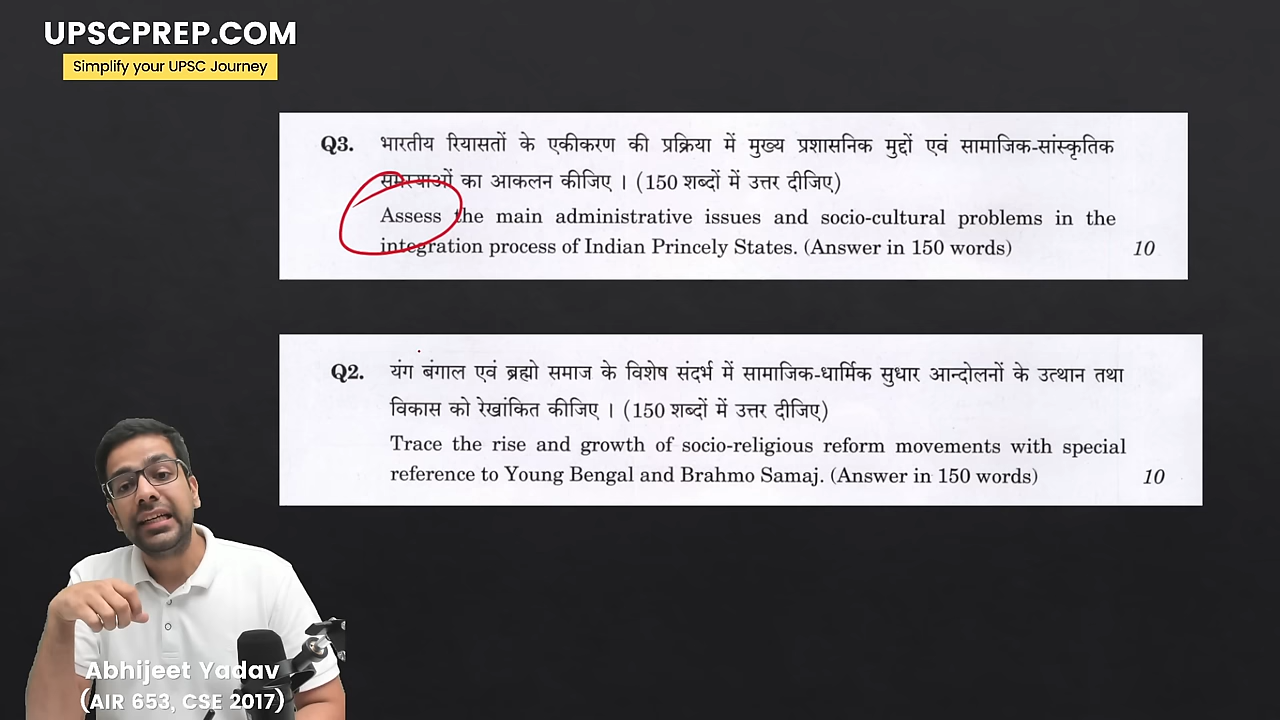 UPSCPREP.COM
Simplify your UPSC Journey
Q3. भारतीय रियासतों के एकीकरण की प्रक्रिया में मुख्य प्रशासनिक मुद्दों एवं सामाजिक-सांस्कृतिक
समस्याओं का आकलन कीजिए । (150 शब्दों में उत्तर दीजिए)
Assess the main administrative issues and socio-cultural problems in the
integration process of Indian Princely States. (Answer in 150 words) 10
Q2. यंग बंगाल एवं ब्रह्मो समाज के विशेष संदर्भ में सामाजिक-धार्मिक सुधार आन्दोलनों के उत्थान तथा
विकास को रेखांकित कीजिए । (150 शब्दों में उत्तर दीजिए)
Trace the rise and growth of socio-religious reform movements with special
reference to Young Bengal and Brahmo Samaj. (Answer in 150 words) 10
Abhijeet Yadav
(AIR 653, CSE 2017)